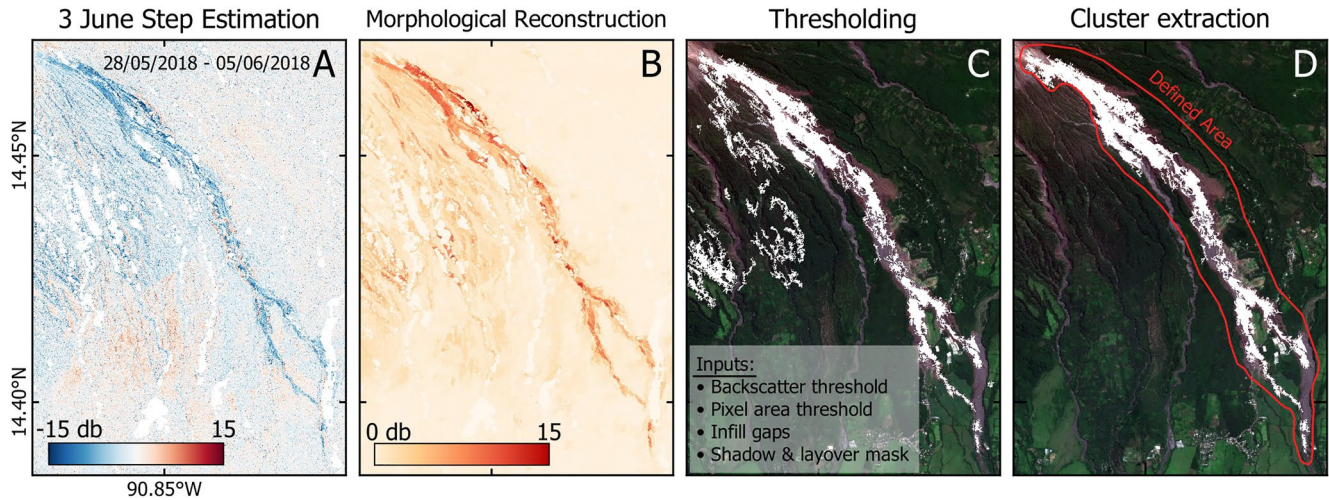 3 June Step Estimation
Morphological Reconstruction
Thresholding
Cluster extraction
28/05/2018 - 05/06/2018
A
B
C
D
Defined Area
14.45°N
14.40°N
90.85°W
-15 db
15
0 db
15
Inputs:
• Backscatter threshold
• Pixel area threshold
• Infill gaps
• Shadow & layover mask